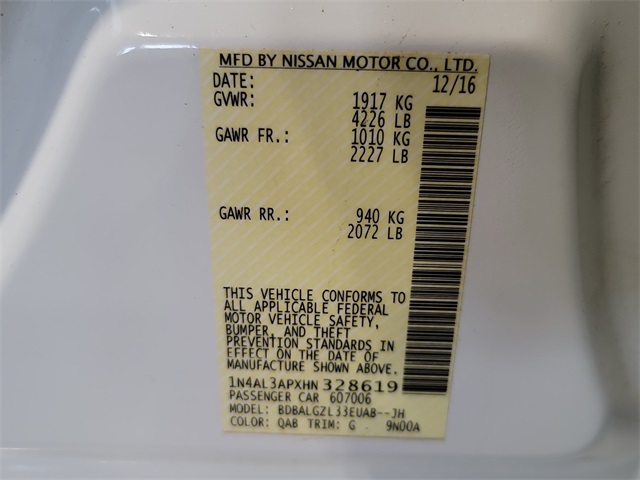 MFD BY NISSAN MOTOR CO., LTD.
DATE: 12/16
GVWR: 1917 KG
4226 LB
GAWR FR.: 1010 KG
2227 LB
GAWR RR.: 940 KG
2072 LB
THIS VEHICLE CONFORMS TO
ALL APPLICABLE FEDERAL
MOTOR VEHICLE SAFETY,
BUMPER, AND THEFT
PREVENTION STANDARDS IN
EFFECT ON THE DATE OF
MANUFACTURE SHOWN ABOVE.
1N4AL3APXHN 328619
PASSENGER CAR 607006
MODEL: BDBALGZL33EUAB--JH
COLOR: QAB TRIM: G 9N00A